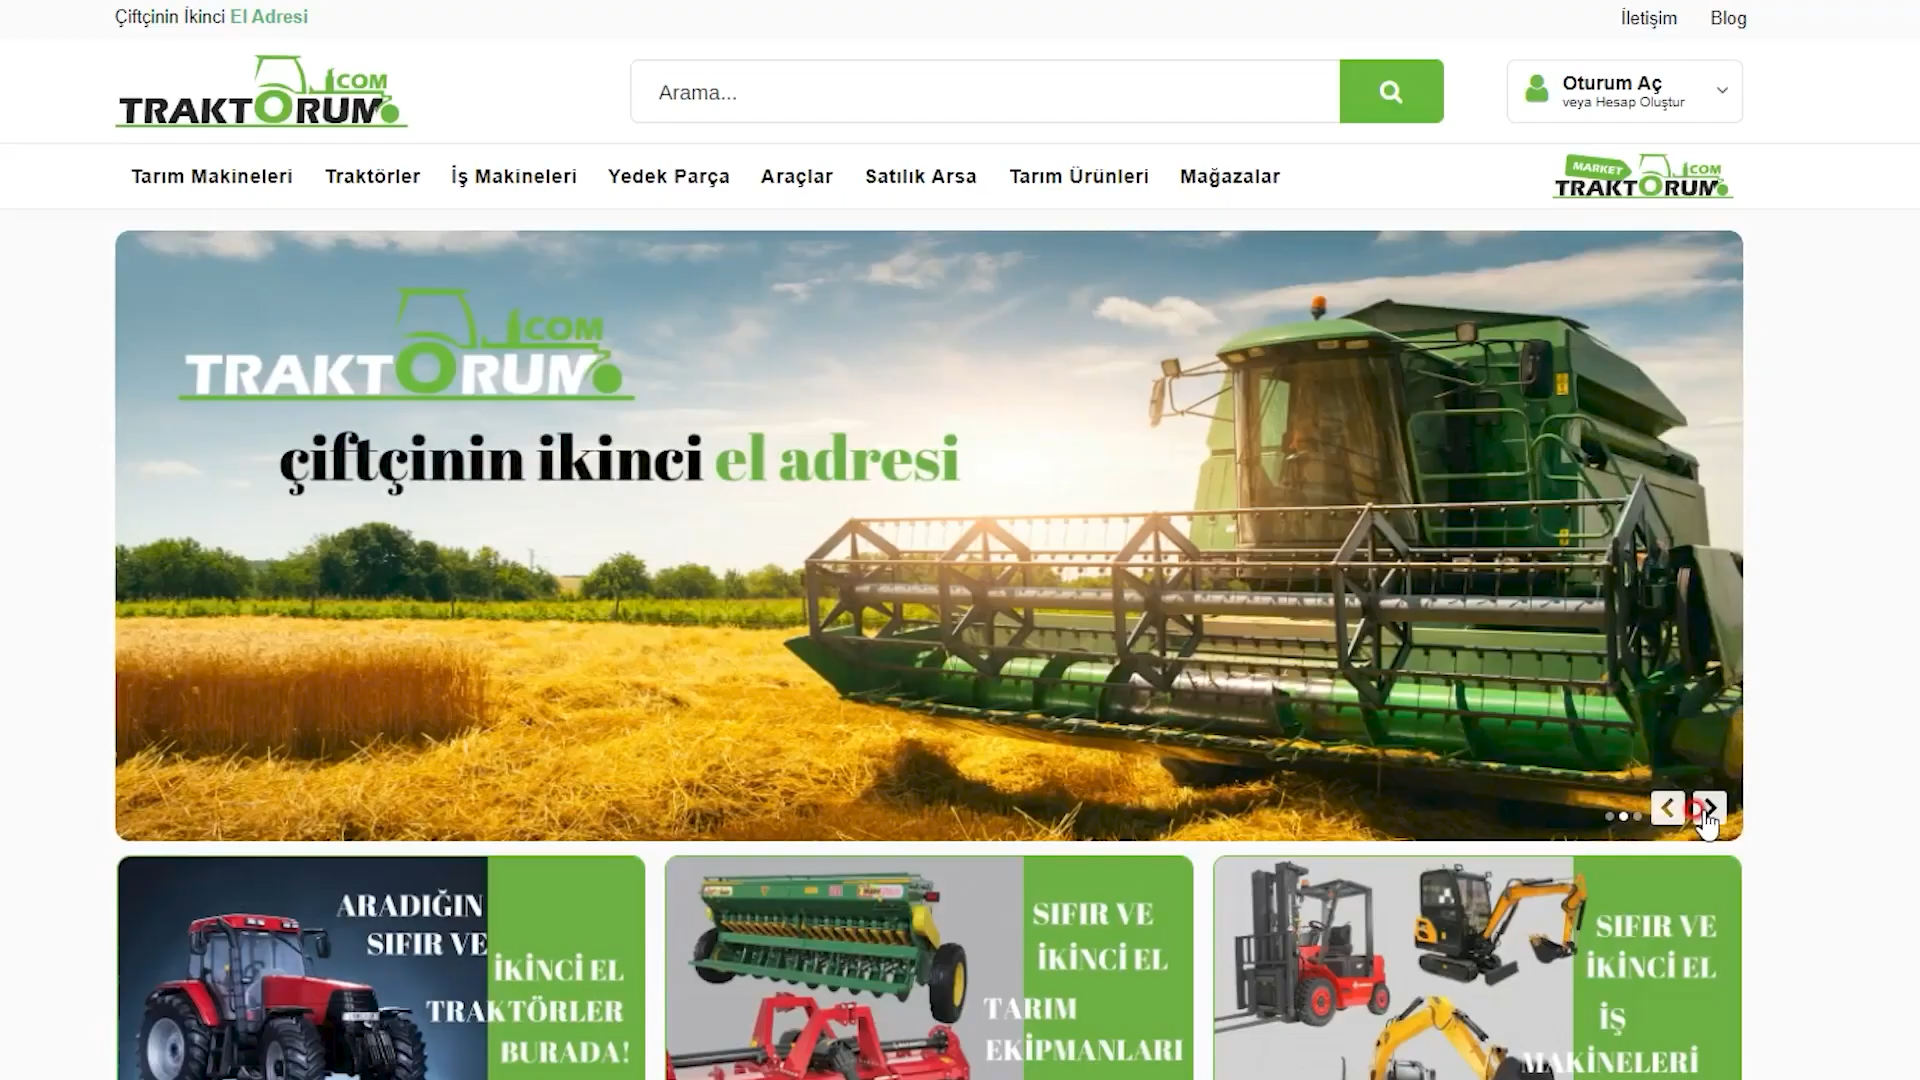 Çiftçinin İkinci El Adresi
İletişim
Blog
TRAKTORUM.COM
Arama...
Oturum Aç
veya Hesap Oluştur
Tarım Makineleri
Traktörler
İş Makineleri
Yedek Parça
Araçlar
Satılık Arsa
Tarım Ürünleri
Mağazalar
MARKET
TRAKTORUM.COM
TRAKTORUM.COM
çiftçinin ikinci el adresi
ARADIĞIN
SIFIR VE
İKİNCİ EL
TRAKTÖRLER
BURADA!
SIFIR VE
İKİNCİ EL
TARIM
EKİPMANLARI
SIFIR VE
İKİNCİ EL
İŞ
MAKİNELERİ